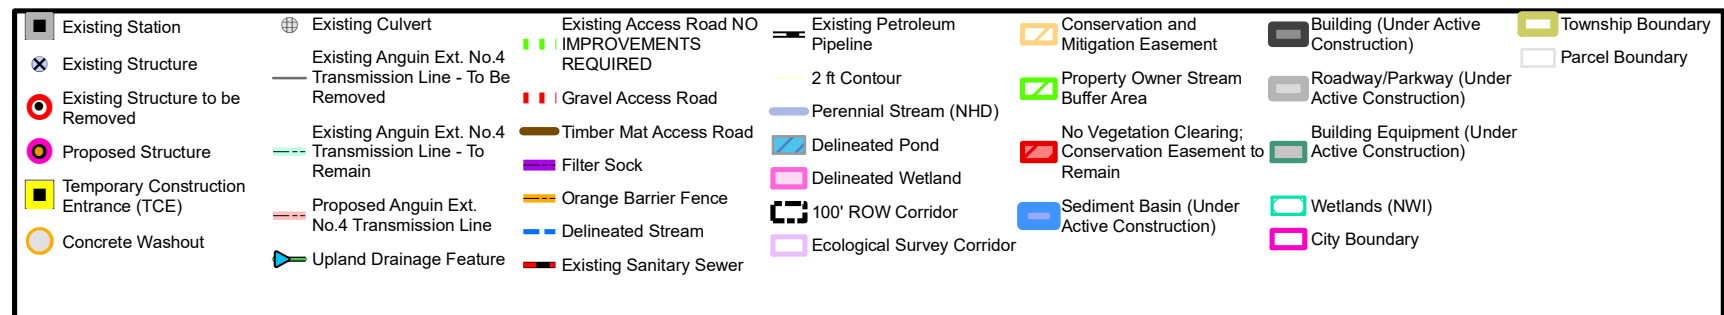 Existing Station
Existing Structure
Existing Structure to be
Removed
Proposed Structure
Temporary Construction
Entrance (TCE)
Concrete Washout
Existing Culvert
Existing Anguin Ext. No.4
Transmission Line - To Be
Removed
Existing Anguin Ext. No.4
Transmission Line - To
Remain
Proposed Anguin Ext.
No.4 Transmission Line
Upland Drainage Feature
Existing Access Road NO
IMPROVEMENTS
REQUIRED
Gravel Access Road
Timber Mat Access Road
Filter Sock
Orange Barrier Fence
Delineated Stream
Existing Sanitary Sewer
Existing Petroleum
Pipeline
2 ft Contour
Perennial Stream (NHD)
Delineated Pond
Delineated Wetland
100' ROW Corridor
Ecological Survey Corridor
Conservation and
Mitigation Easement
Property Owner Stream
Buffer Area
No Vegetation Clearing;
Conservation Easement to
Remain
Sediment Basin (Under
Active Construction)
Building (Under Active
Construction)
Roadway/Parkway (Under
Active Construction)
Building Equipment (Under
Active Construction)
Wetlands (NWI)
City Boundary
Township Boundary
Parcel Boundary